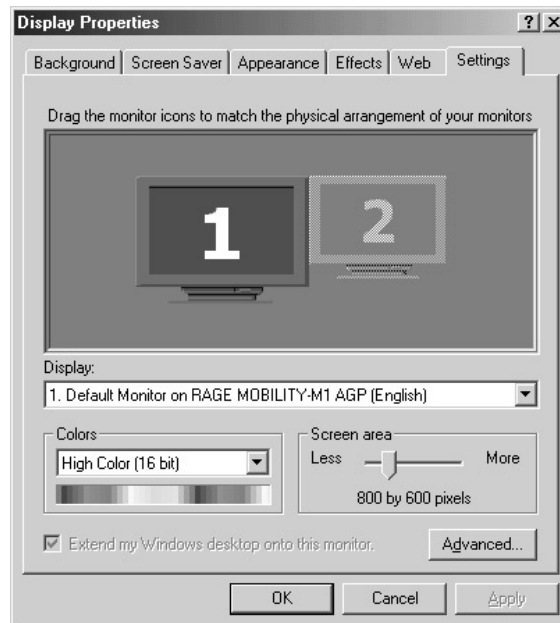 Display Properties
Background Screen Saver Appearance Effects Web Settings
Drag the monitor icons to match the physical arrangement of your monitors
1 2
Display:
1. Default Monitor on RAGE MOBILITY-M1 AGP (English)
Colors Screen area
High Color (16 bit) Less More
800 by 600 pixels
Extend my Windows desktop onto this monitor. Advanced...
OK Cancel Apply